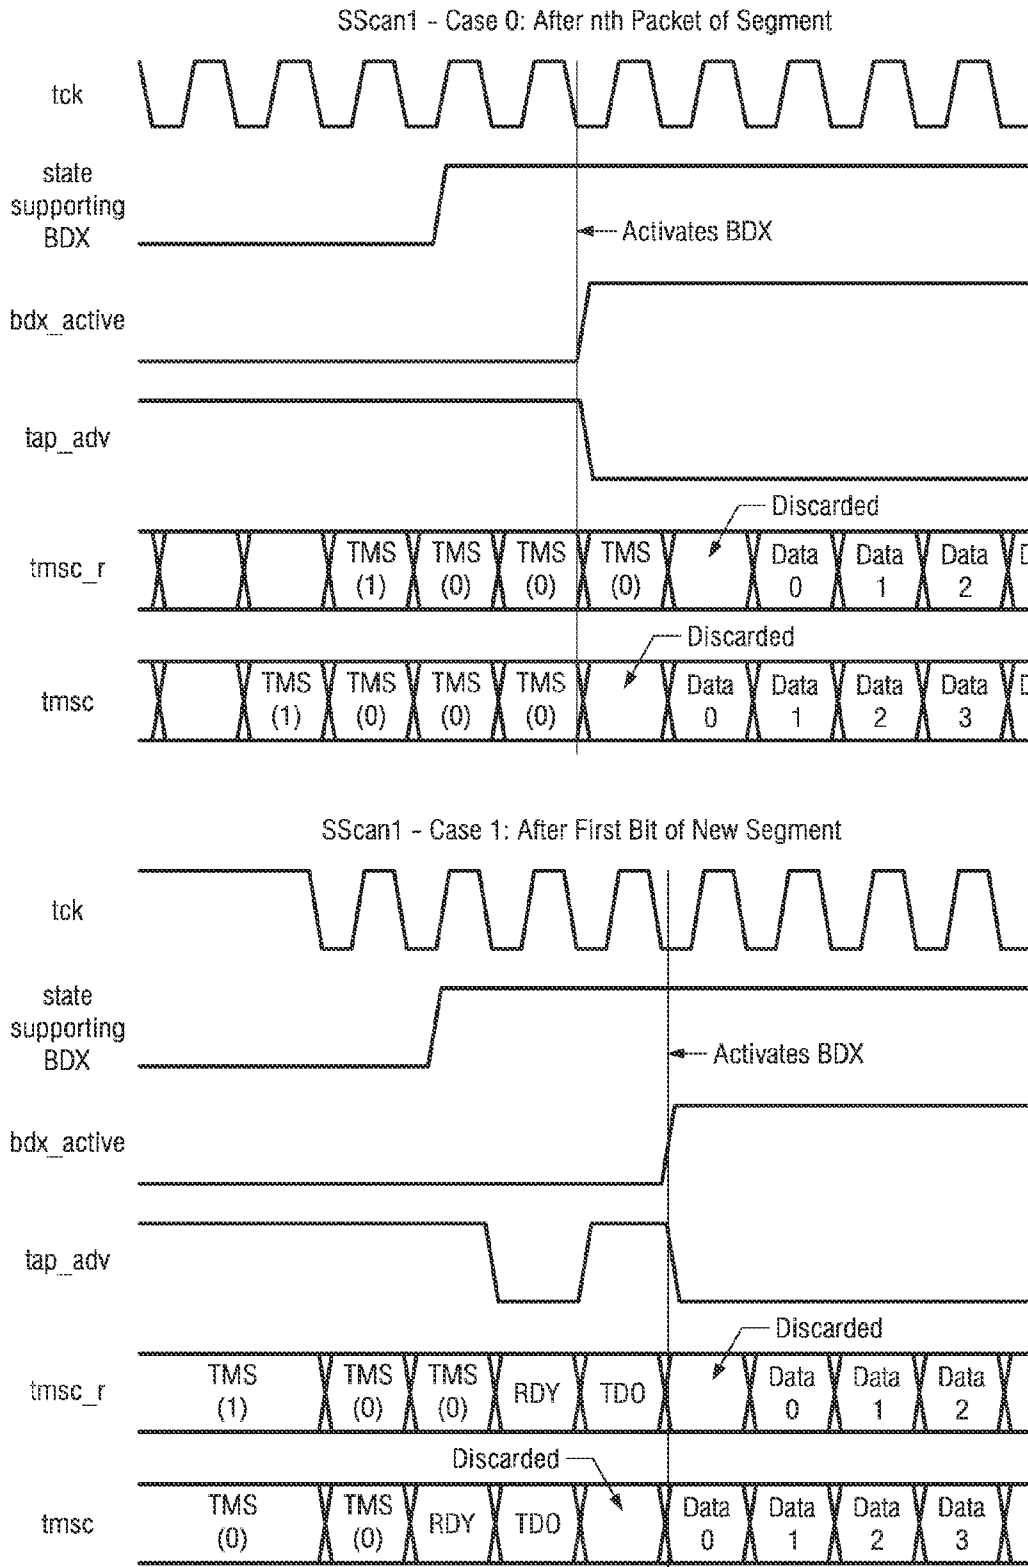 SScan1 - Case 0: After nth Packet of Segment
tck
state
supporting
BDX
Activates BDX
bdx_active
tap_adv
Discarded
tmsc_r
TMS (1) TMS (0) TMS (0) TMS (0) Data 0 Data 1 Data 2
Discarded
tmsc
TMS (1) TMS (0) TMS (0) TMS (0) Data 0 Data 1 Data 2 Data 3
SScan1 - Case 1: After First Bit of New Segment
tck
state
supporting
BDX
Activates BDX
bdx_active
tap_adv
Discarded
tmsc_r
TMS (1) TMS (0) TMS (0) RDY TDO Data 0 Data 1 Data 2
Discarded
tmsc
TMS (0) TMS (0) RDY TDO Data 0 Data 1 Data 2 Data 3